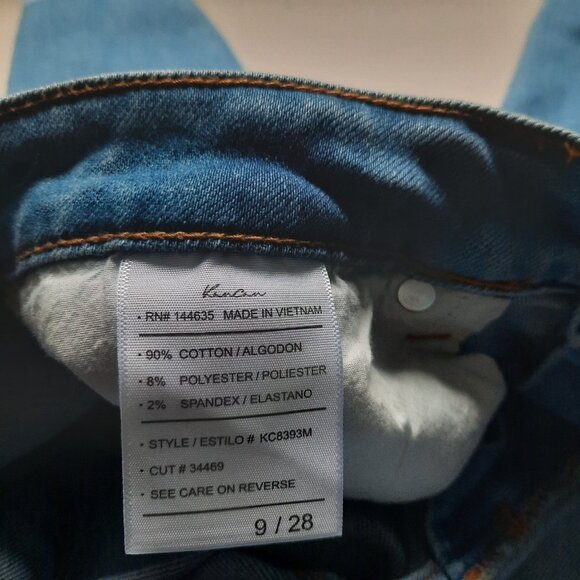 KanCan
· RN# 144635 MADE IN VIETNAM
· 90% COTTON / ALGODON
· 8% POLYESTER / POLIESTER
· 2% SPANDEX / ELASTANO
· STYLE / ESTILO # KC8393M
· CUT # 34469
· SEE CARE ON REVERSE
9 / 28